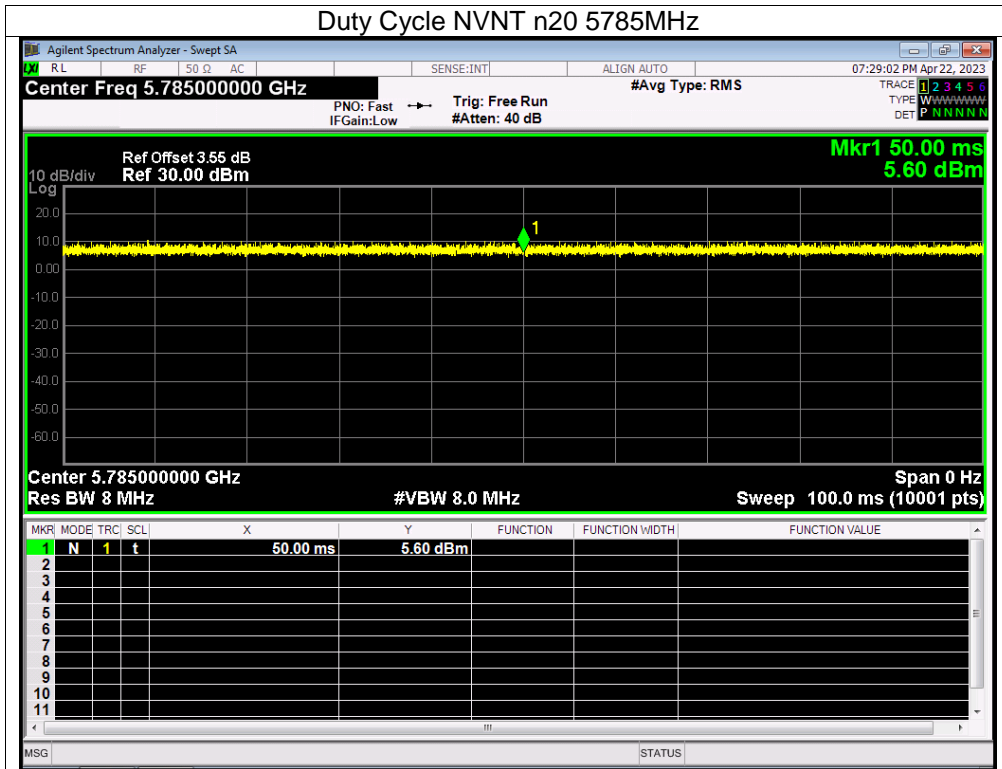 Duty Cycle NVNT n20 5785MHz
Agilent Spectrum Analyzer - Swept SA
LXI RL RF 50 Ω AC SENSE:INT ALIGN AUTO 07:29:02 PM Apr 22, 2023
Center Freq 5.785000000 GHz #Avg Type: RMS TRACE 1 2 3 4 5 6
PNO: Fast Trig: Free Run TYPE WWWWWW
IFGain:Low #Atten: 40 dB DET P N N N N N
Mkr1 50.00 ms
5.60 dBm
Ref Offset 3.55 dB
10 dB/div Ref 30.00 dBm
Log
20.0
1
10.0
0.00
-10.0
-20.0
-30.0
-40.0
-50.0
-60.0
Center 5.785000000 GHz Span 0 Hz
Res BW 8 MHz #VBW 8.0 MHz Sweep 100.0 ms (10001 pts)
MKR MODE TRC SCL X Y FUNCTION FUNCTION WIDTH FUNCTION VALUE
1 N 1 t 50.00 ms 5.60 dBm
2
3
4
5
6
7
8
9
10
11
MSG STATUS